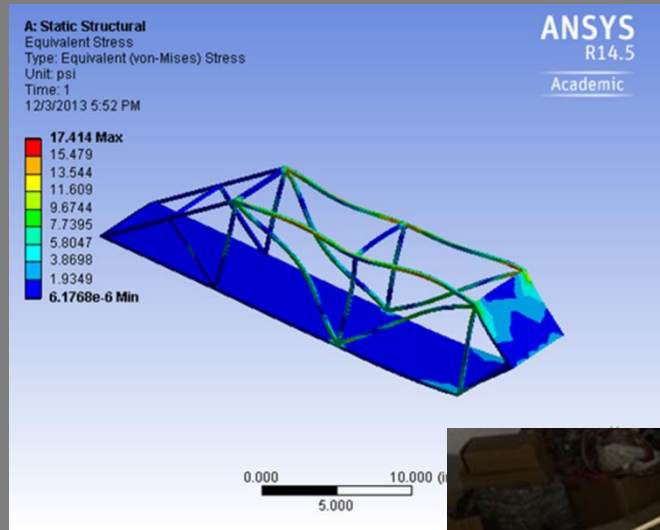 A: Static Structural
Equivalent Stress
Type: Equivalent (von-Mises) Stress
Unit: psi
Time: 1
12/3/2013 5:52 PM
17.414 Max
15.479
13.544
11.609
9.6744
7.7395
5.8047
3.8698
1.9349
6.1768e-6 Min
ANSYS
R14.5
Academic
0.000
10.000
5.000